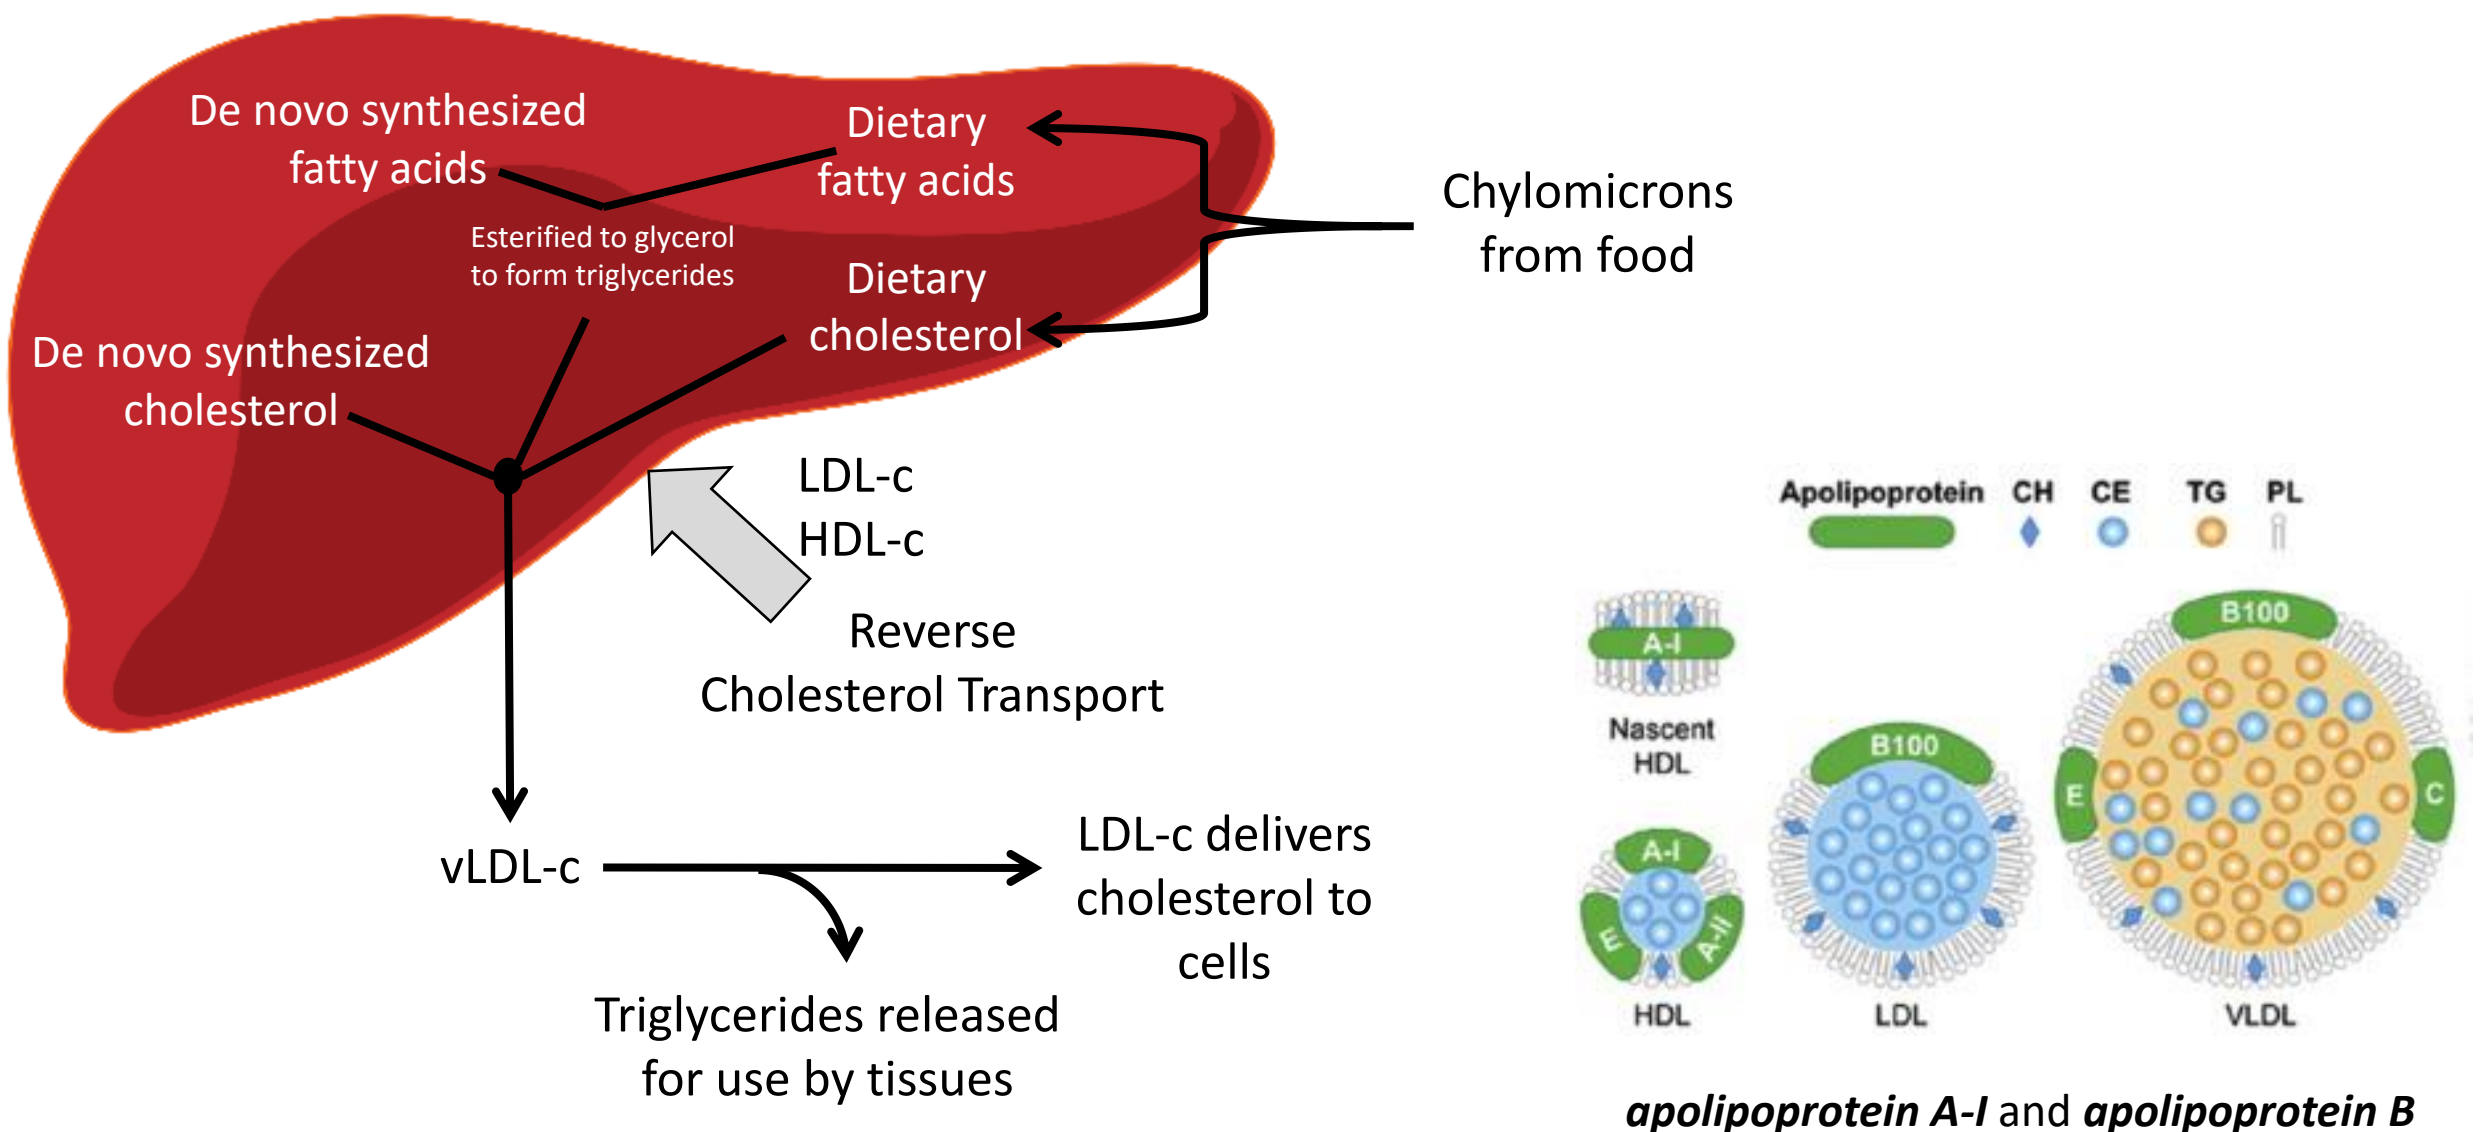 De novo synthesized
fatty acids
Dietary
fatty acids
Esterified to glycerol
to form triglycerides
Dietary
cholesterol
De novo synthesized
cholesterol
Chylomicrons
from food
LDL-c
HDL-c
Reverse
Cholesterol Transport
vLDL-c
LDL-c delivers
cholesterol to
cells
Triglycerides released
for use by tissues
Apolipoprotein CH CE TG PL
A-I
Nascent
HDL
A-I
E
A-II
HDL
B100
LDL
B100
E
C
VLDL
apolipoprotein A-I and apolipoprotein B